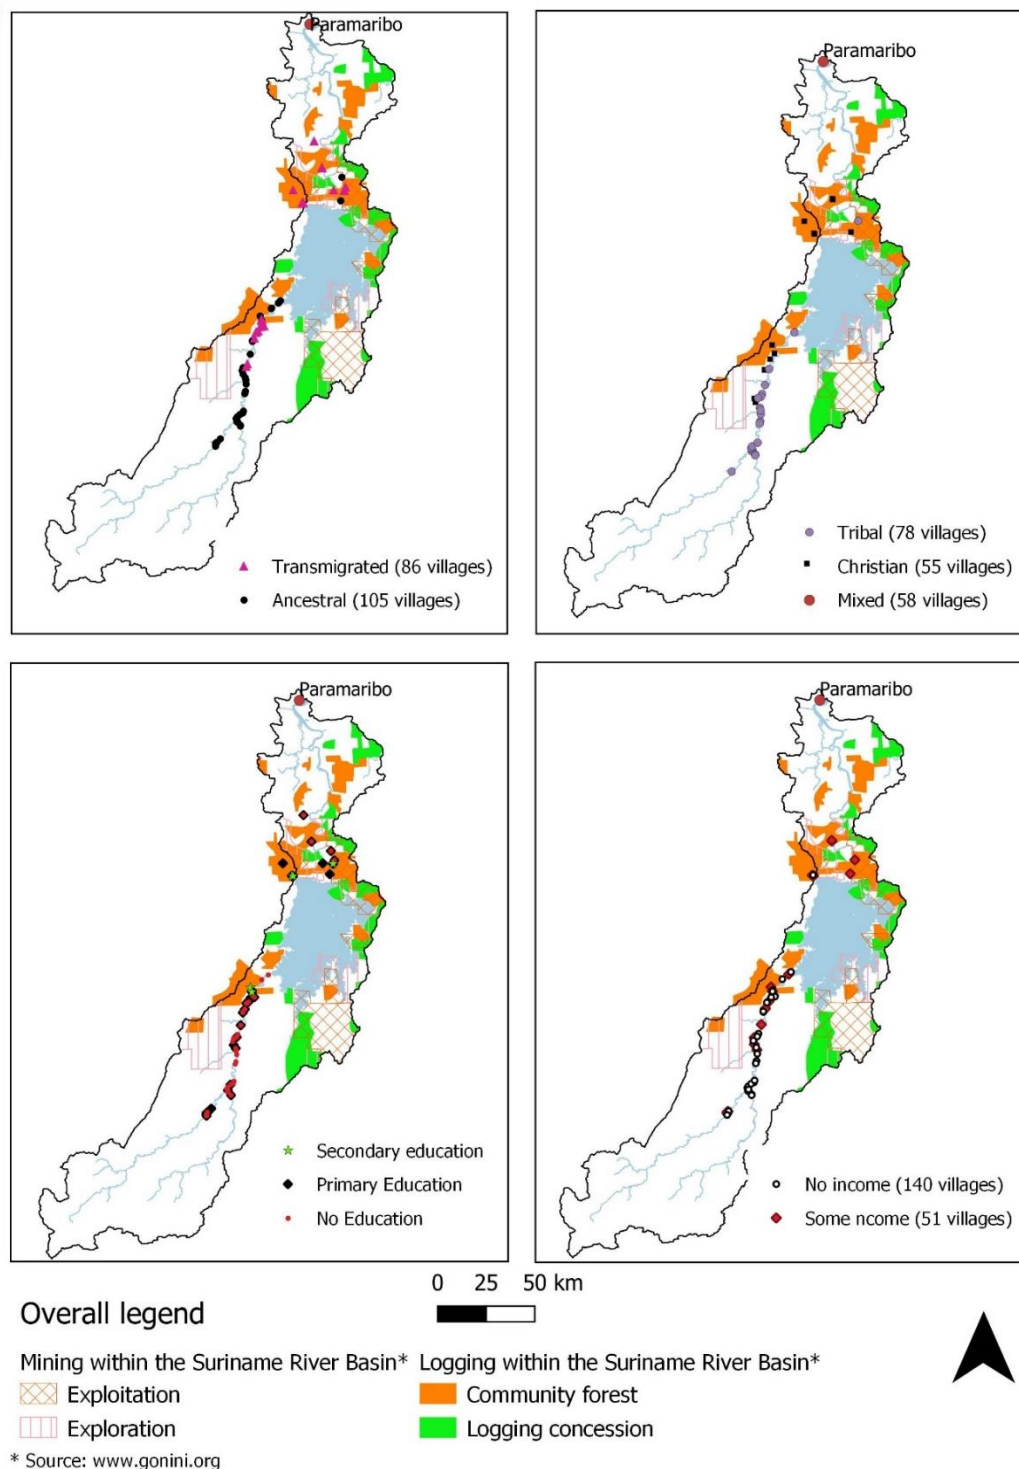 Paramaribo
Transmigrated (86 villages)
Ancestral (105 villages)
Paramaribo
Tribal (78 villages)
Christian (55 villages)
Mixed (58 villages)
Paramaribo
Secondary education
Primary Education
No Education
Paramaribo
No income (140 villages)
Some ncome (51 villages)
0 25 50 km
Overall legend
Mining within the Suriname River Basin*
Exploitation
Exploration
Logging within the Suriname River Basin*
Community forest
Logging concession
* Source: www.gonini.org